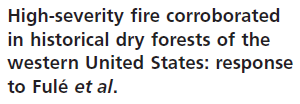 High-severity fire corroborated
in historical dry forests of the
western United States: response
to Fulé et al.